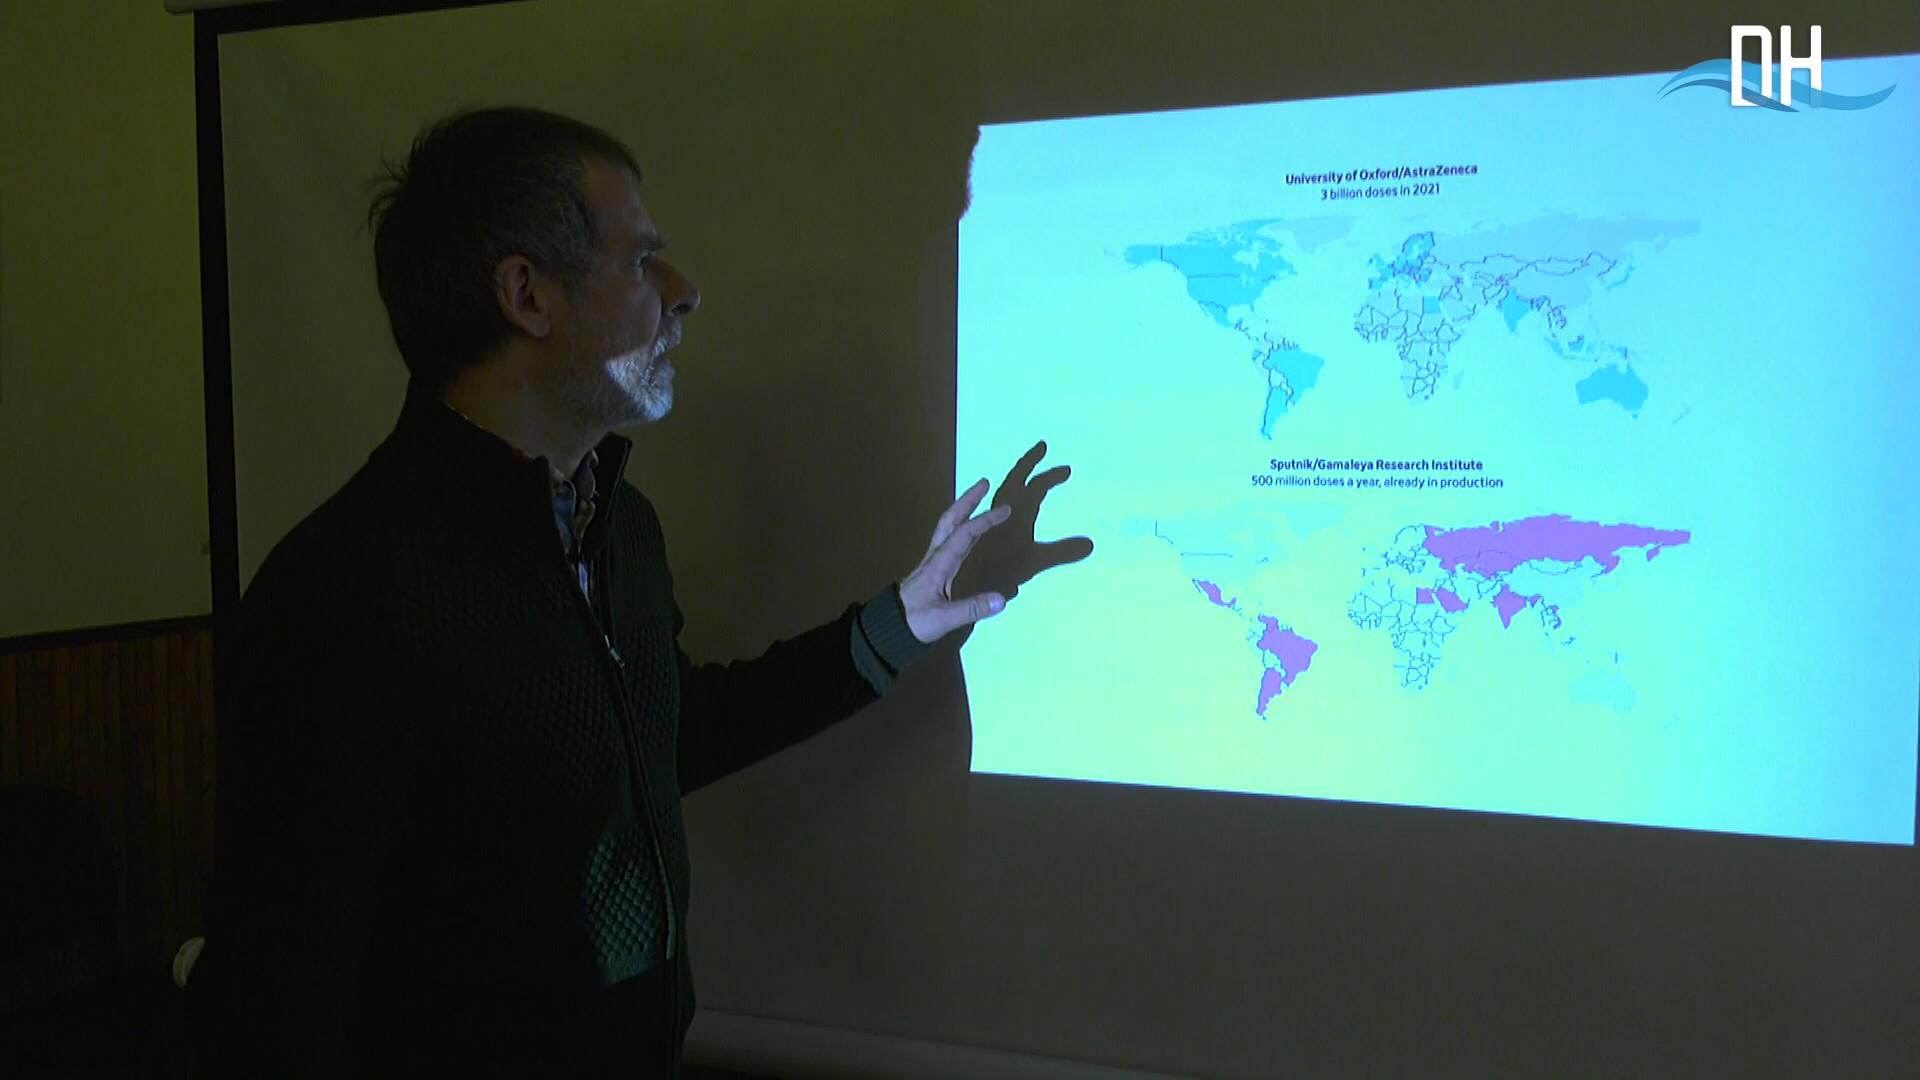 DH
University of Oxford/AstraZeneca
3 billion doses in 2021
Sputnik/Gamaleya Research Institute
500 million doses a year, already in production